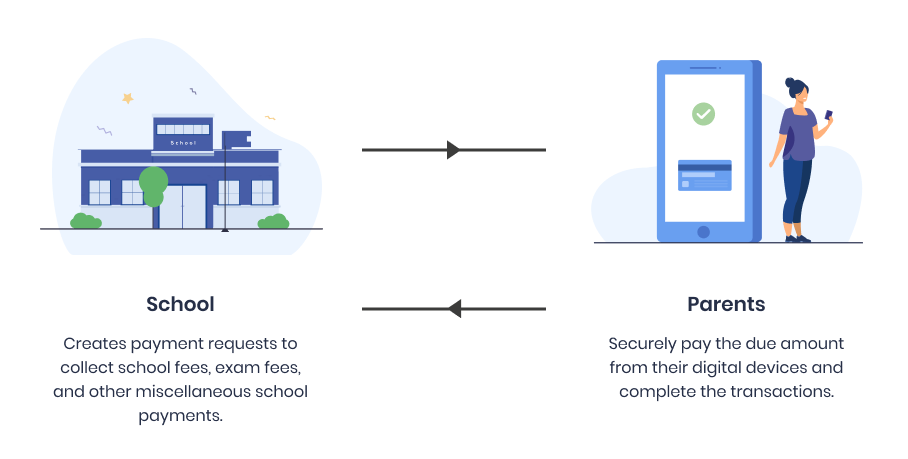 School
School
Creates payment requests to
collect school fees, exam fees,
and other miscellaneous school
payments.
Parents
Securely pay the due amount
from their digital devices and
complete the transactions.